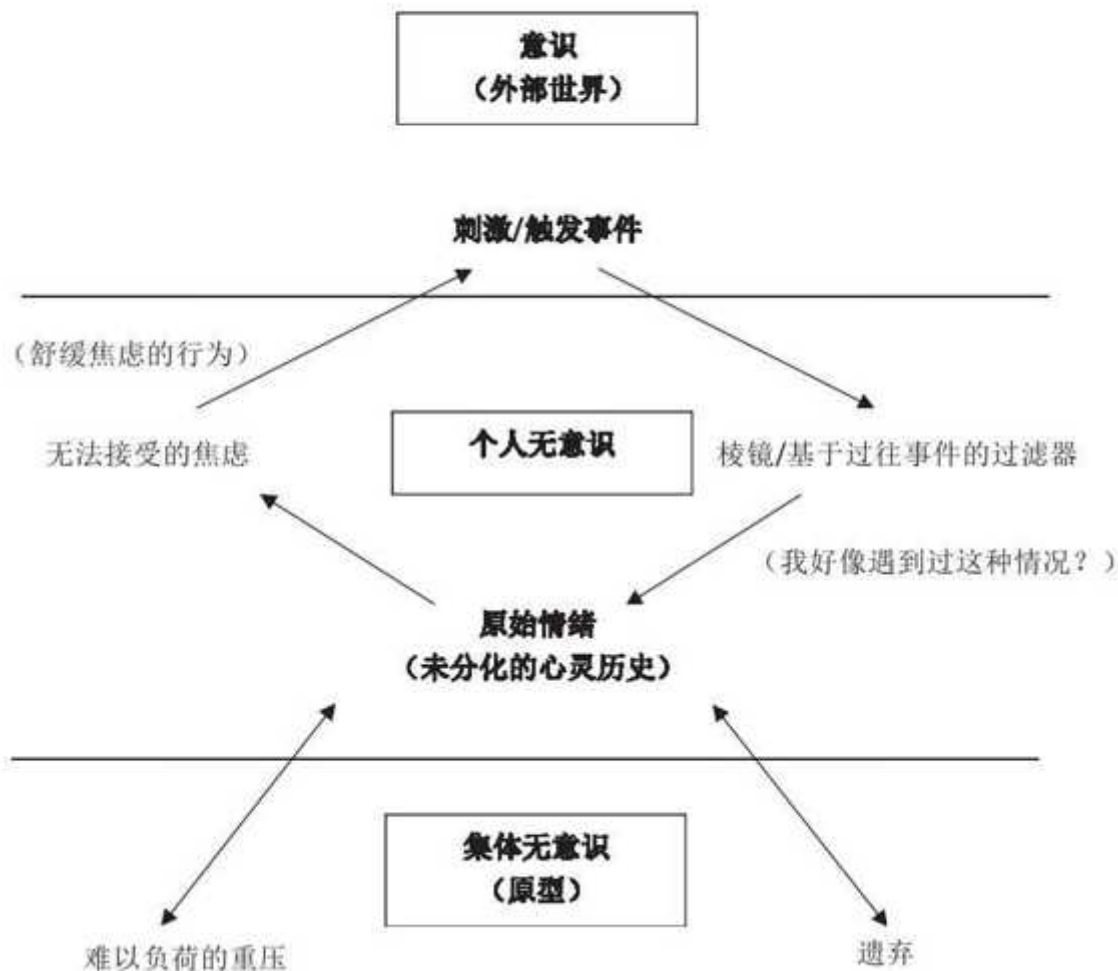 意识
（外部世界）
刺激/触发事件
（舒缓焦虑的行为）
无法接受的焦虑
个人无意识
棱镜/基于过往事件的过滤器
（我好像遇到过这种情况？）
原始情绪
（未分化的心灵历史）
集体无意识
（原型）
难以负荷的重压
遗弃